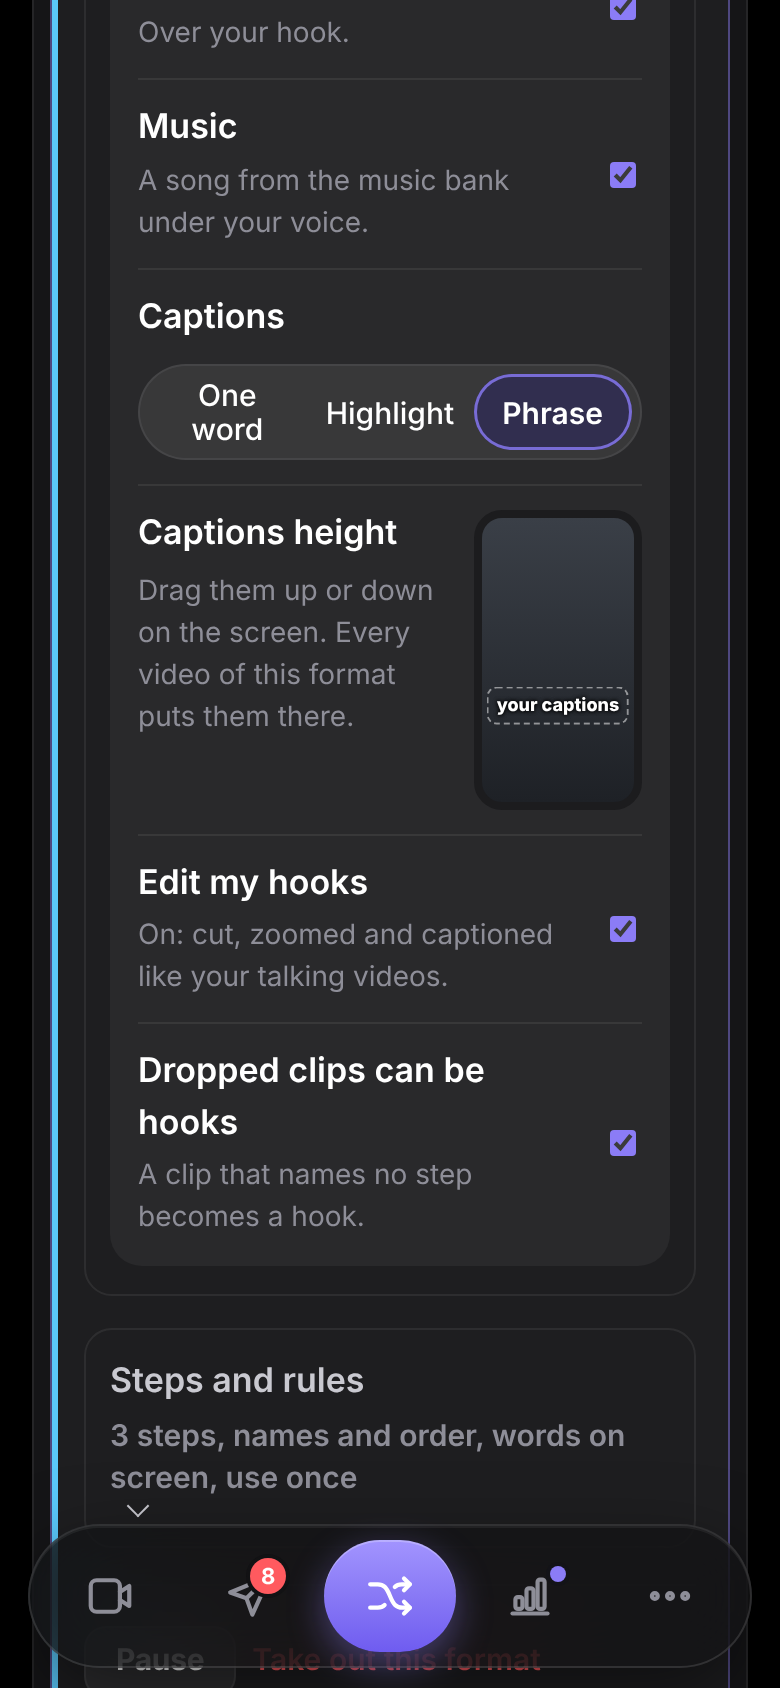 Over your hook.
Music
A song from the music bank
under your voice.
Captions
One
word
Highlight
Phrase
Captions height
Drag them up or down
on the screen. Every
video of this format
puts them there.
your captions
Edit my hooks
On: cut, zoomed and captioned
like your talking videos.
Dropped clips can be
hooks
A clip that names no step
becomes a hook.
Steps and rules
3 steps, names and order, words on
screen, use once
8
Pause
Take out this format